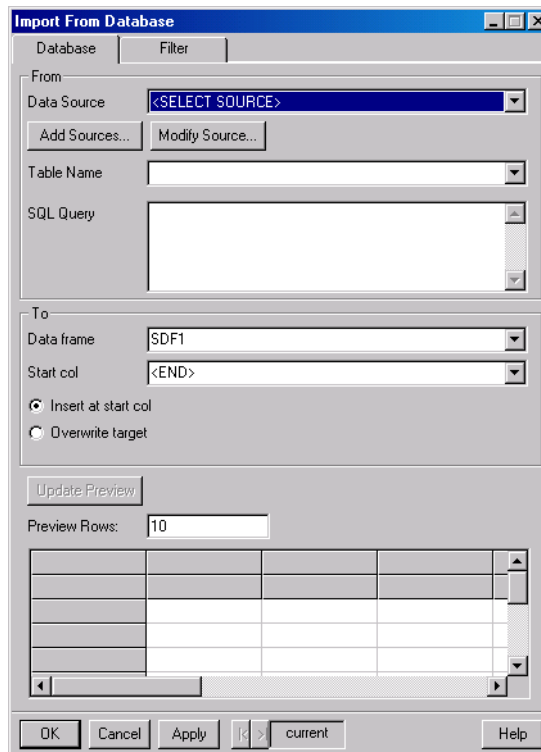 Import From Database
Database Filter
From
Data Source <SELECT SOURCE>
Add Sources... Modify Source...
Table Name
SQL Query
To
Data frame SDF1
Start col <END>
Insert at start col
Overwrite target
Update Preview
Preview Rows: 10
OK Cancel Apply current Help